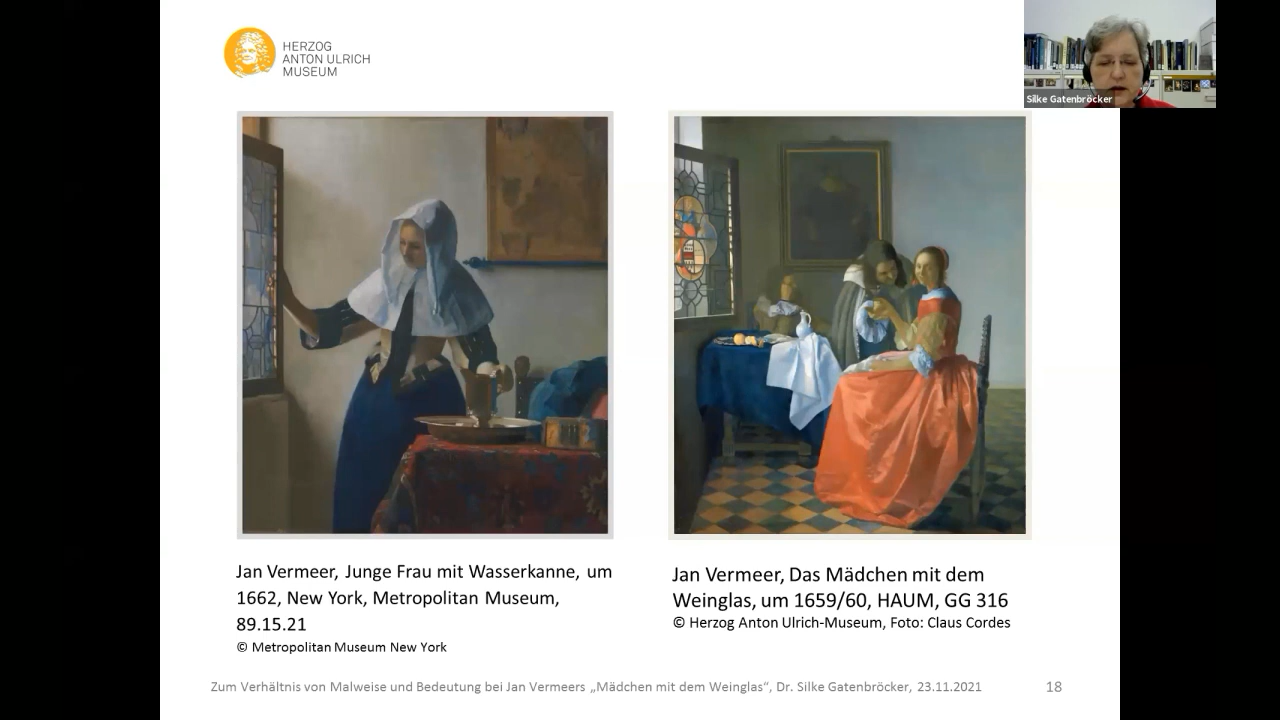 HERZOG
ANTON ULRICH
MUSEUM
Silke Gatenbröcker
Jan Vermeer, Junge Frau mit Wasserkanne, um
1662, New York, Metropolitan Museum,
89.15.21
© Metropolitan Museum New York
Jan Vermeer, Das Mädchen mit dem
Weinglas, um 1659/60, HAUM, GG 316
© Herzog Anton Ulrich-Museum, Foto: Claus Cordes
Zum Verhältnis von Malweise und Bedeutung bei Jan Vermeers „Mädchen mit dem Weinglas“, Dr. Silke Gatenbröcker, 23.11.2021
18